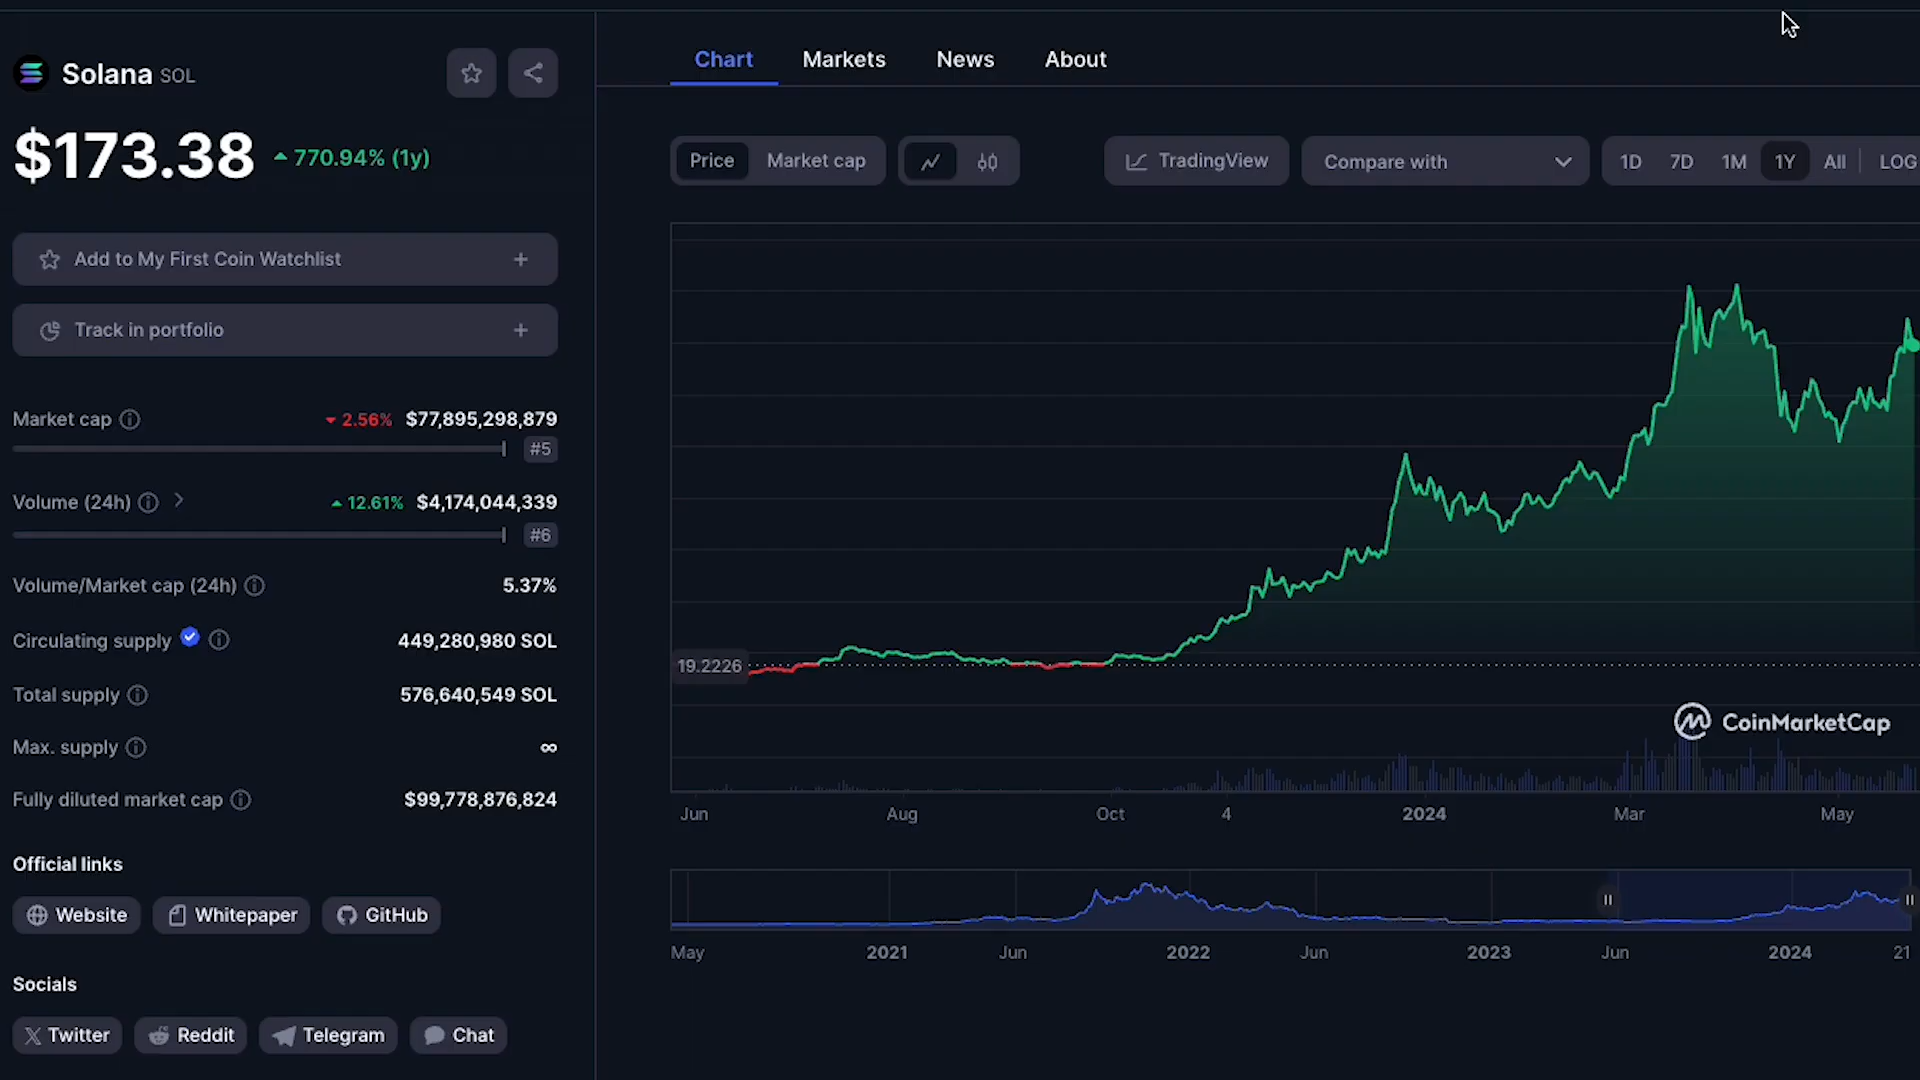 Solana SOL
$173.38 770.94% (1y)
Add to My First Coin Watchlist +
Track in portfolio +
Market cap 2.56% $77,895,298,879
#5
Volume (24h) 12.61% $4,174,044,339
#6
Volume/Market cap (24h) 5.37%
Circulating supply 449,280,980 SOL
Total supply 576,640,549 SOL
Max. supply ∞
Fully diluted market cap $99,778,876,824
Official links
Website Whitepaper GitHub
Socials
Twitter Reddit Telegram Chat
Chart Markets News About
Price Market cap TradingView Compare with 1D 7D 1M 1Y All LOG
19.2226
CoinMarketCap
Jun Aug Oct 4 2024 Mar May
May 2021 Jun 2022 Jun 2023 Jun 2024 21